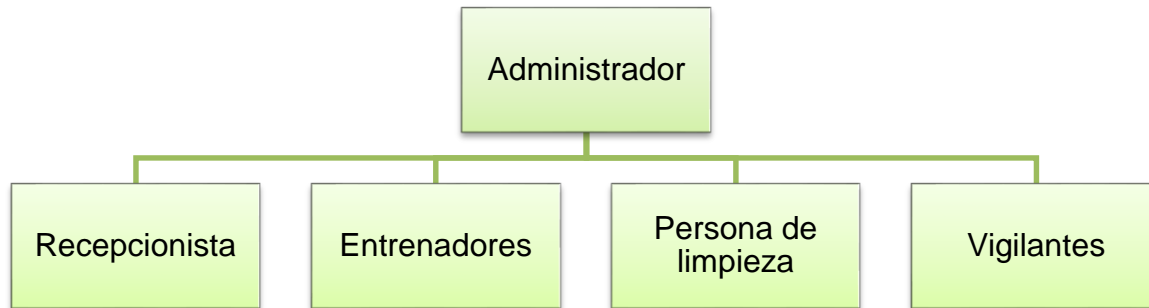 Administrador
Recepcionista
Entrenadores
Persona de
limpieza
Vigilantes